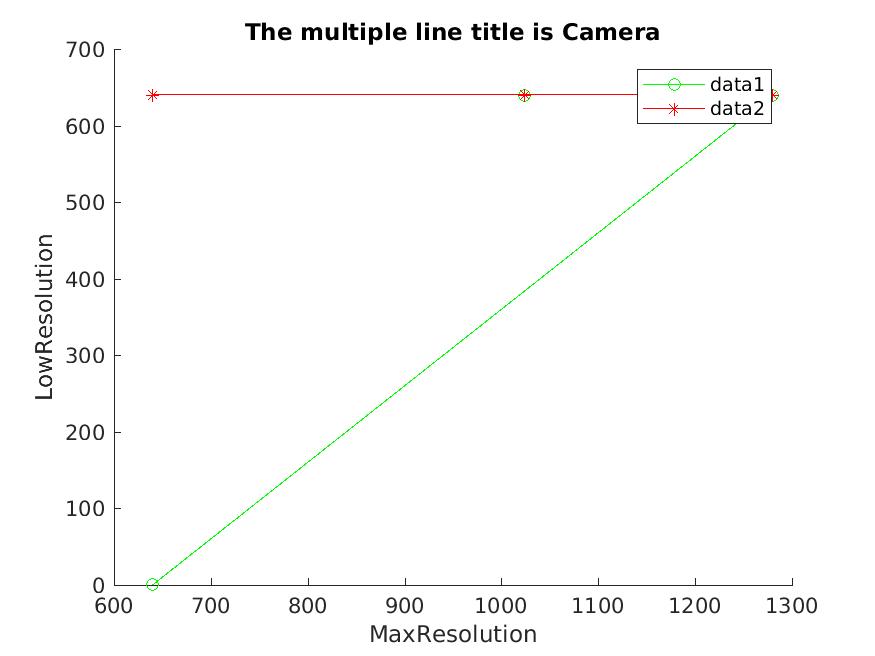 The multiple line title is Camera
700
600
500
400
300
200
100
0
LowResolution
data1
data2
600 700 800 900 1000 1100 1200 1300
MaxResolution